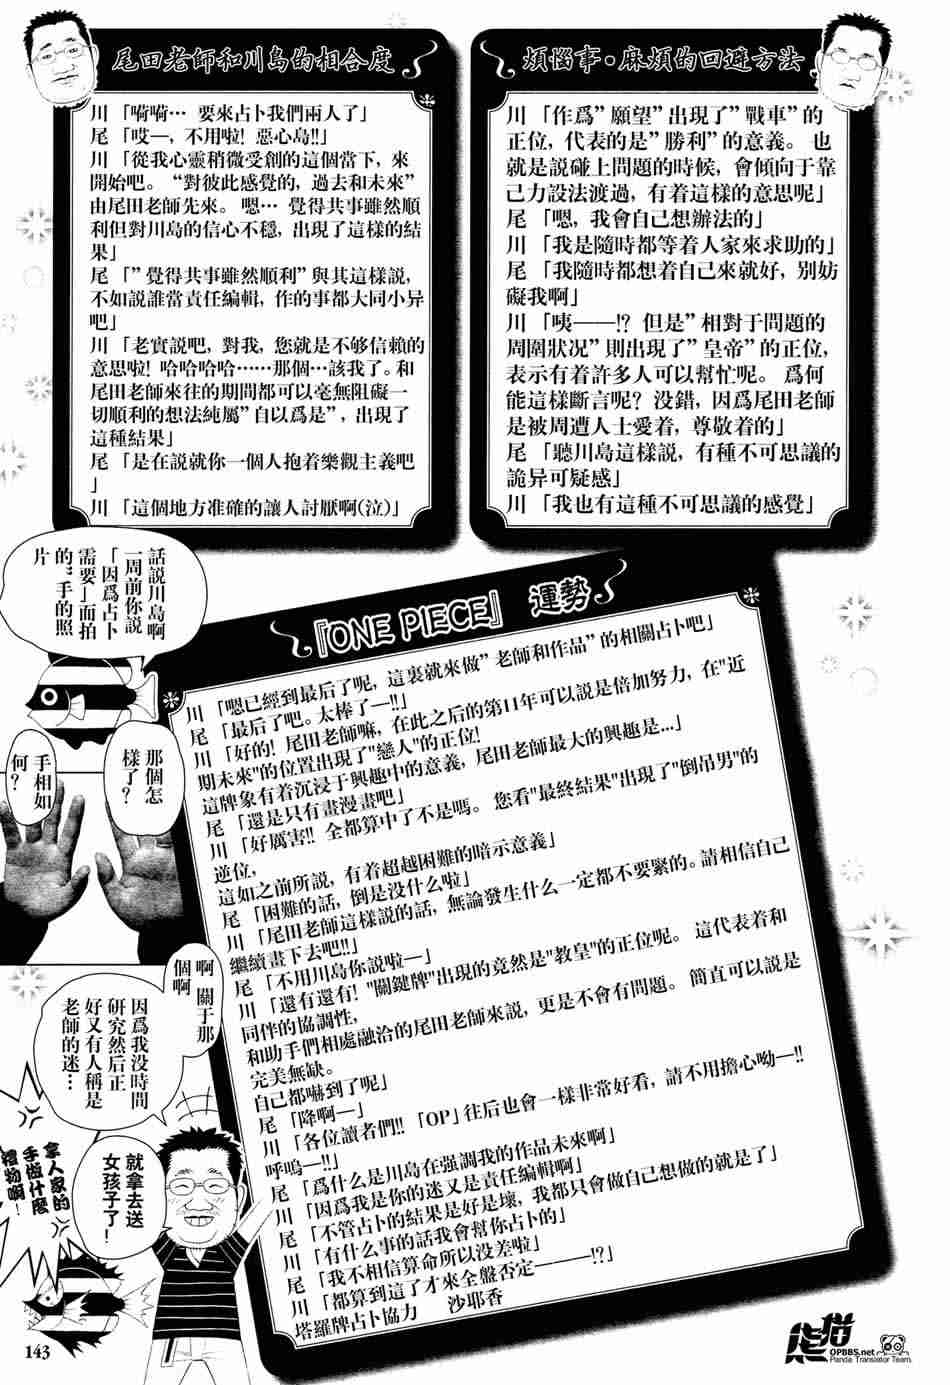 尾田老師和川島的相合度
川「嗬嗬… 要來占卜我們兩人了」
尾「哎—, 不用啦! 惡心島!!」
川「從我心靈稍微受創的這個當下, 來
開始吧。 “對彼此感覺的, 過去和未來”
由尾田老師先來。 嗯… 覺得共事雖然順
利但對川島的信心不穩, 出現了這樣的結
果」
尾「”覺得共事雖然順利”與其這樣説,
不如説誰當責任編輯, 作的事都大同小异
吧」
川「老實説吧, 對我, 您就是不够信賴的
意思啦! 哈哈哈哈……那個…該我了。和
尾田老師來往的期間都可以毫無阻礙一
切順利的想法純屬”自以爲是”, 出現了
這種結果」
尾「是在説就你一個人抱着樂觀主義吧
」
川「這個地方准確的讓人討厭啊(泣)」
煩惱事·麻煩的回避方法
川「作爲”願望”出現了”戰車”的
正位, 代表的是”勝利”的意義。 也
就是説碰上問題的時候, 會傾向于靠
己力設法渡過, 有着這樣的意思呢」
尾「嗯, 我會自己想辦法的」
川「我是隨時都等着人家來求助的」
尾「我隨時都想着自己來就好, 别妨
礙我啊」
川「咦——!? 但是”相對于問題的
周圍狀况”則出現了”皇帝”的正位,
表示有着許多人可以幫忙呢。 爲何
能這樣斷言呢? 没錯, 因爲尾田老師
是被周遭人士愛着, 尊敬着的」
尾「聽川島這樣説, 有種不可思議的
詭异可疑感」
川「我也有這種不可思議的感覺」
話説川島啊
一周前你説
「因爲占卜
需要—面拍
的”手的照
片
那個怎
樣了?
手相如
何?
啊 關于那
個啊
因爲我没時間
研究然后正
好又有人稱是
老師的迷…
就拿去送
女孩子了!
拿人家的
手做什麽
禮物啊!
『ONE PIECE』 運勢
川「嗯已經到最后了呢, 這裏就來做”老師和作品”的相關占卜吧」
尾「最后了吧。太棒了—!!」
川「好的! 尾田老師嘛, 在此之后的第11年可以説是倍加努力, 在"近
期未來"的位置出現了"戀人"的正位!
這牌象有着沉浸于興趣中的意義, 尾田老師最大的興趣是...」
尾「還是只有畫漫畫吧」
川「好厲害!! 全都算中了不是嗎。 您看"最終結果"出現了"倒吊男"的
逆位,
這如之前所説, 有着超越困難的暗示意義」
尾「困難的話, 倒是没什么啦」
川「尾田老師這樣説的話, 無論發生什么一定都不要緊的。請相信自己
繼續畫下去吧!!」
尾「不用川島你説啦—」
川「還有還有! "關鍵牌"出現的竟然是"教皇"的正位呢。 這代表着和
同伴的協調性,
和助手們相處融洽的尾田老師來説, 更是不會有問題。 簡直可以説是
完美無缺。
自己都嚇到了呢」
尾「降啊—」
川「各位讀者們!! 「OP」往后也會一樣非常好看, 請不用擔心呦—!!
呼嗚—!!」
尾「爲什么是川島在強調我的作品未來啊」
川「因爲我是你的迷又是責任編輯啊」
尾「不管占卜的結果是好是壞, 我都只會做自己想做的就是了」
川「有什么事的話我會幫你占卜的」
尾「我不相信算命所以没差啦」
川「都算到這了才來全盤否定———!?」
塔羅牌占卜協力 沙耶香
143
熊猫
OPBBS.net
Panda Translator Team.